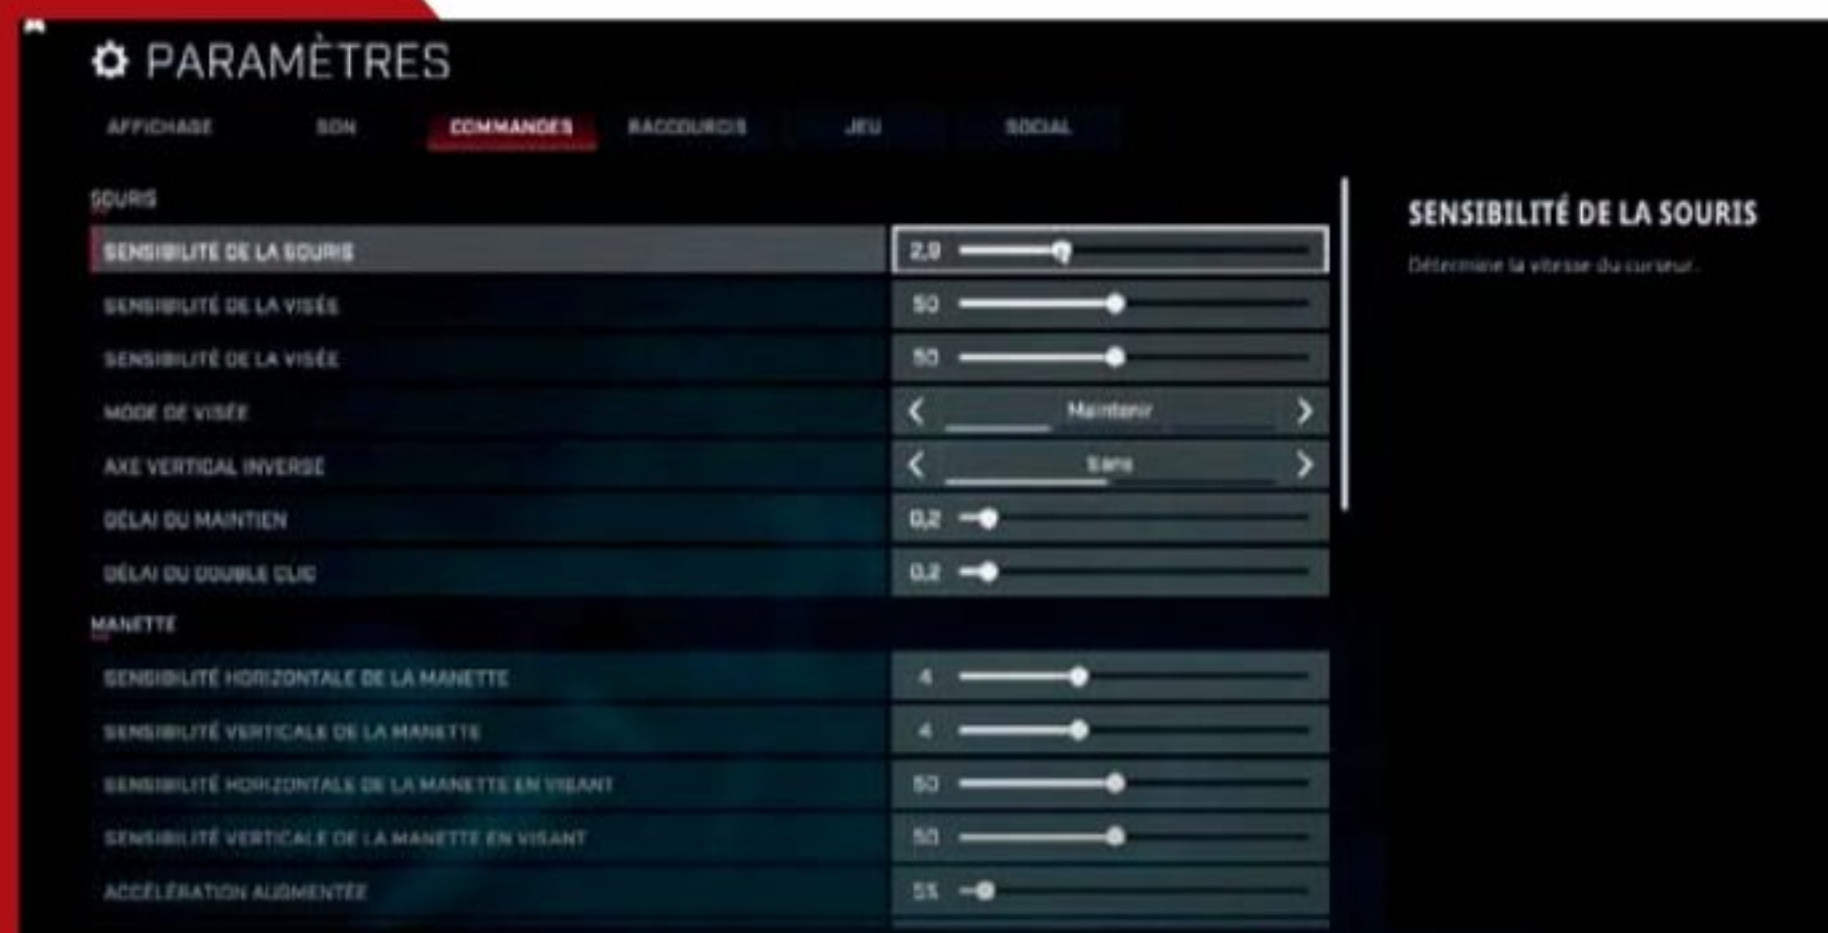 PARAMÈTRES
AFFICHAGE SON COMMANDES RACCOURCIS JEU SOCIAL
SOURIS
SENSIBILITÉ DE LA SOURIS 2,9
SENSIBILITÉ DE LA VISÉE 50
SENSIBILITÉ DE LA VISÉE 50
MODE DE VISÉE Maintenir
AXE VERTICAL INVERSÉ Sans
DÉLAI DU MAINTIEN 0,2
DÉLAI DU DOUBLE CLIC 0,2
MANETTE
SENSIBILITÉ HORIZONTALE DE LA MANETTE 4
SENSIBILITÉ VERTICALE DE LA MANETTE 4
SENSIBILITÉ HORIZONTALE DE LA MANETTE EN VISANT 50
SENSIBILITÉ VERTICALE DE LA MANETTE EN VISANT 50
ACCÉLÉRATION AUGMENTÉE 5%
SENSIBILITÉ DE LA SOURIS
Détermine la vitesse du curseur.